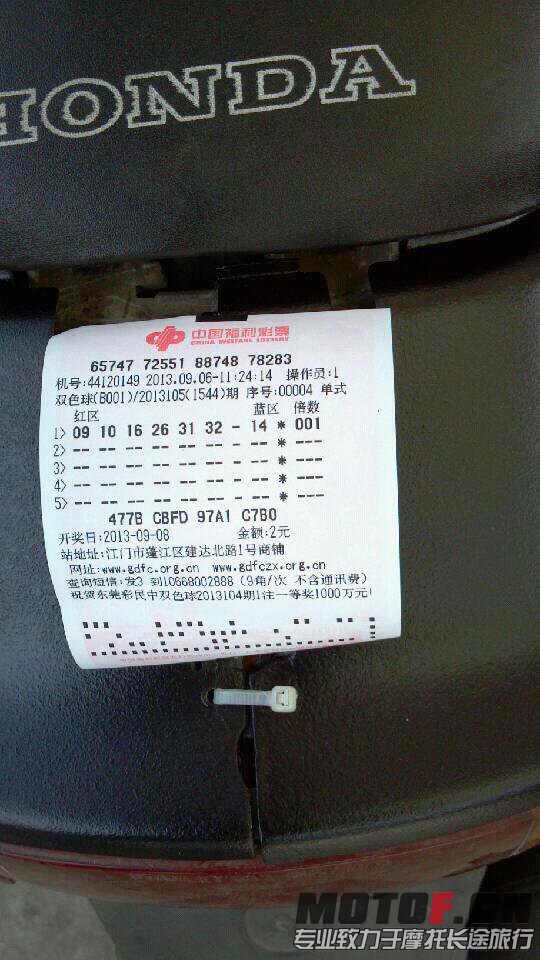 HONDA
中国福利彩票
CHINA WELFARE LOTTERY
65747 72551 88748 78283
机号:44120149 2013.09.06-11:24:14 操作员:1
双色球(B001)/2013105(1544)期 序号:00004 单式
红区 蓝区 倍数
1> 09 10 16 26 31 32 - 14 * 001
2> -- -- -- -- -- -- - -- * ---
3> -- -- -- -- -- -- - -- * ---
4> -- -- -- -- -- -- - -- * ---
5> -- -- -- -- -- -- - -- * ---
477B CBFD 97A1 C7B0
开奖日:2013-09-08 金额:2元
站地址:江门市蓬江区建达北路1号商铺
网址:www.gdfc.org.cn www.gdfczx.org.cn
查询短信:发3 到10668002888 (9角/次 不含通讯费)
祝贺东莞彩民中双色球2013104期1注一等奖1000万元!
MOTOF.CN
专业致力于摩托长途旅行